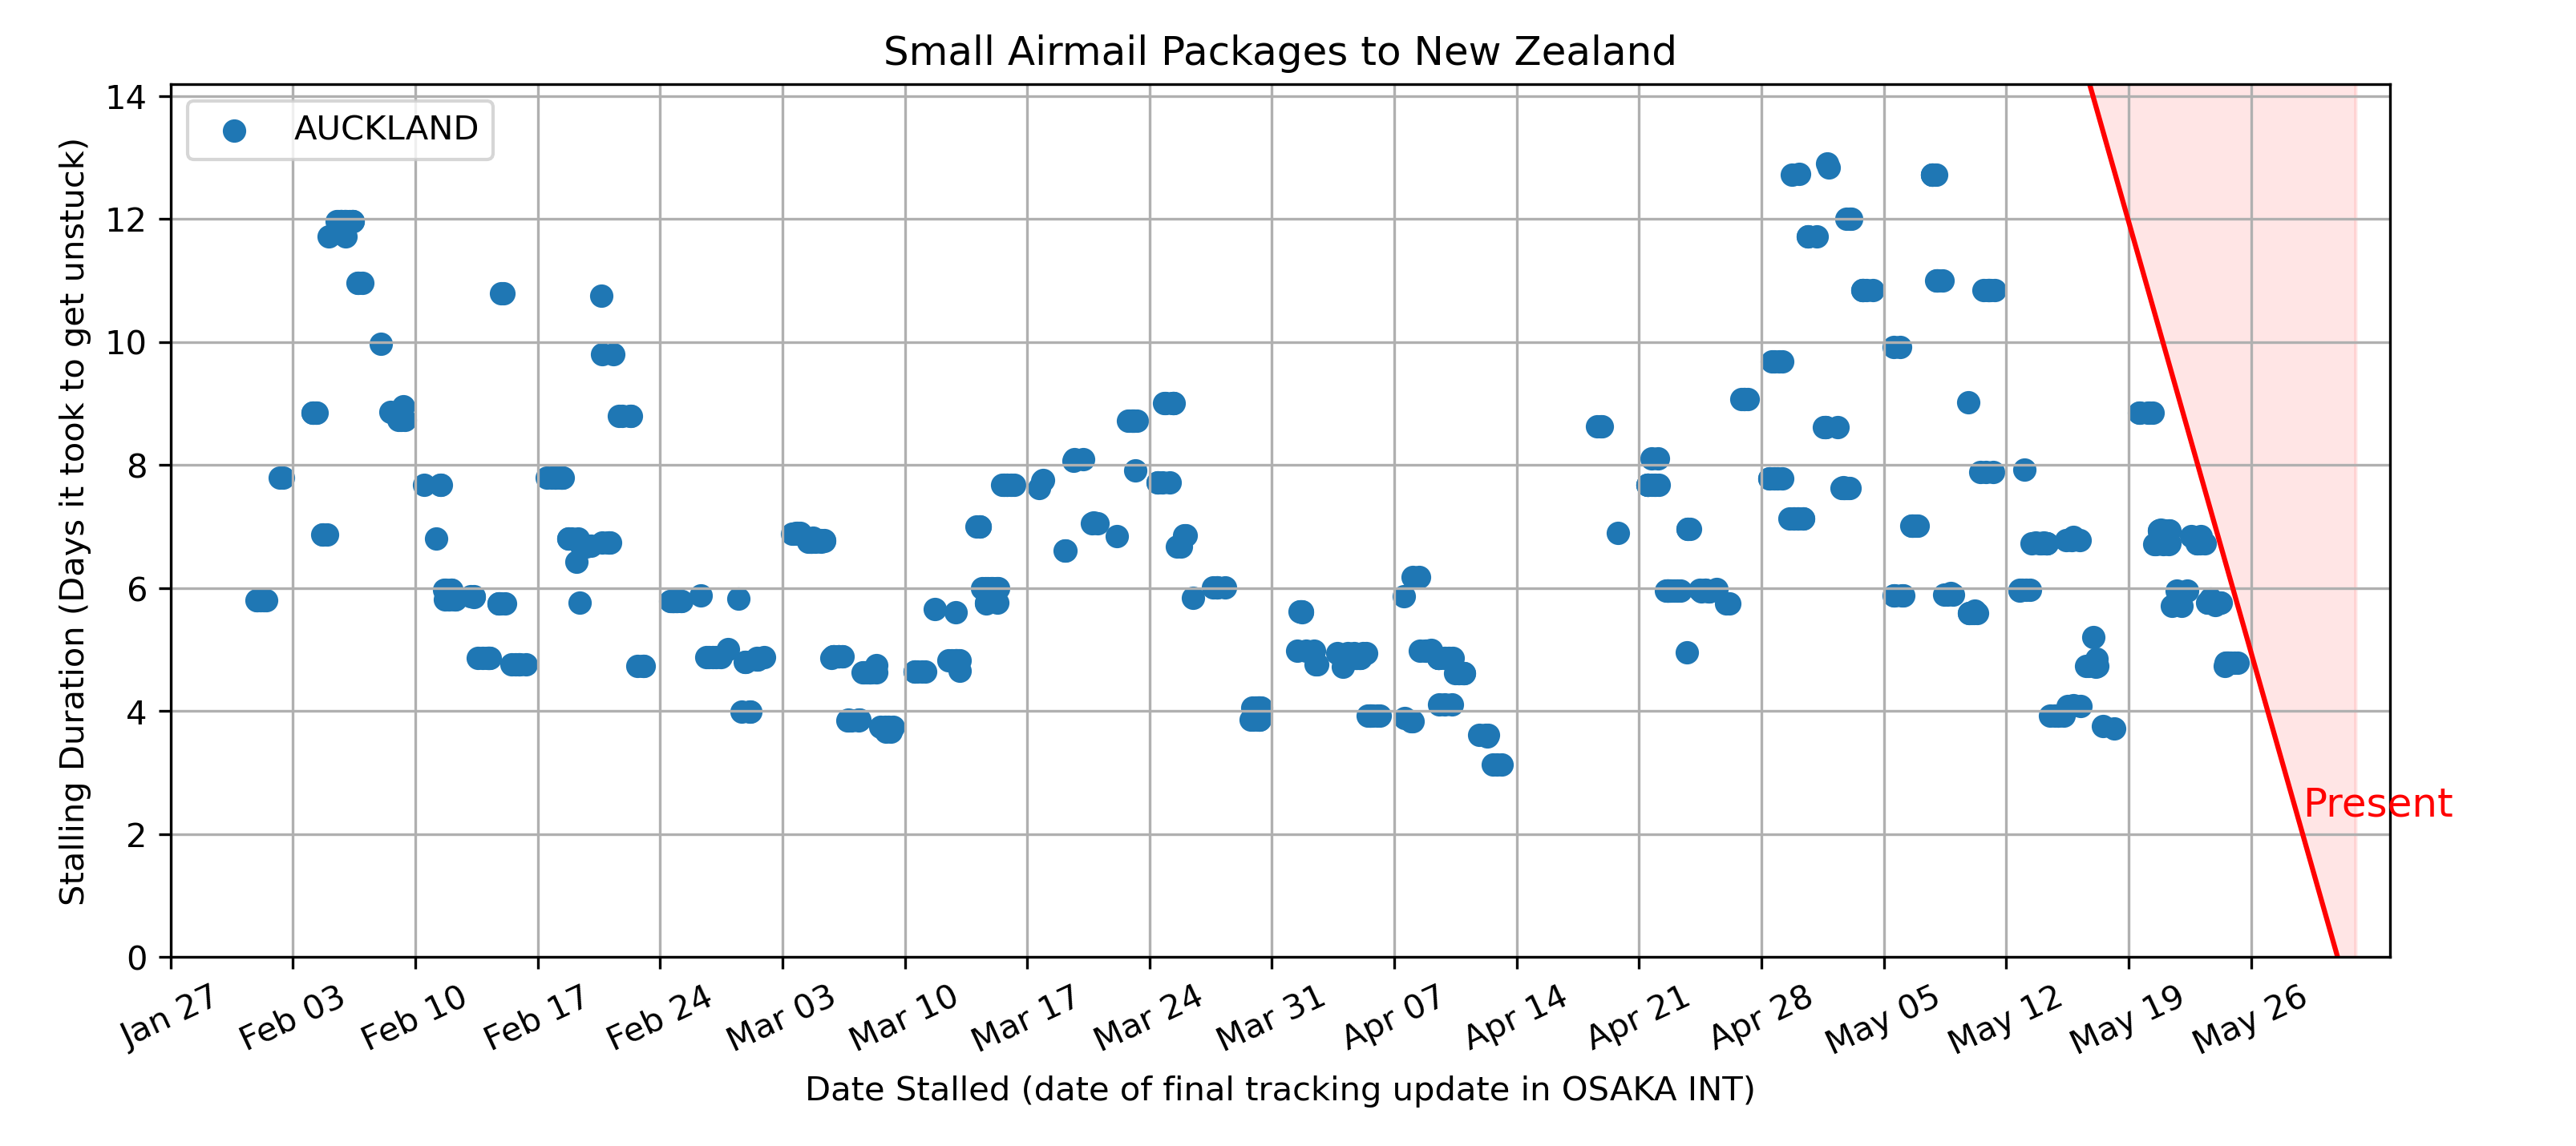 Small Airmail Packages to New Zealand
AUCKLAND
Stalling Duration (Days it took to get unstuck)
14
12
10
8
6
4
2
0
Present
Jan 27
Feb 03
Feb 10
Feb 17
Feb 24
Mar 03
Mar 10
Mar 17
Mar 24
Mar 31
Apr 07
Apr 14
Apr 21
Apr 28
May 05
May 12
May 19
May 26
Date Stalled (date of final tracking update in OSAKA INT)